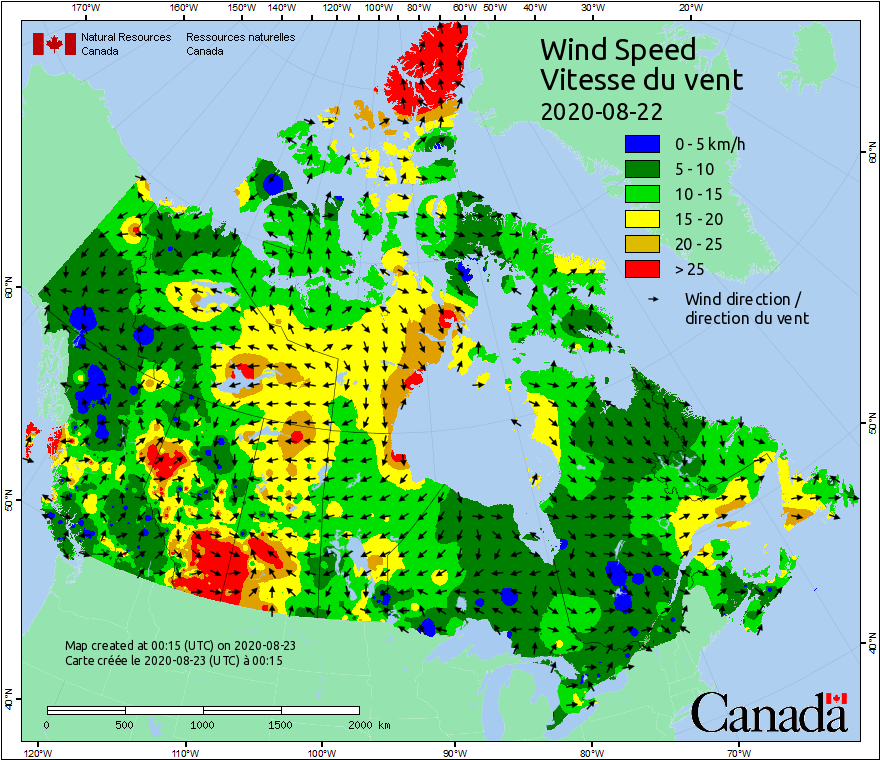 170°W 160°W 150°W 140°W 120°W 100°W 80°W 60°W 50°W 40°W 30°W 20°W
Natural Resources Ressources naturelles
Canada Canada
Wind Speed
Vitesse du vent
2020-08-22
0 - 5 km/h
5 - 10
10 - 15
15 - 20
20 - 25
> 25
Wind direction /
direction du vent
60°N 60°N
50°N 50°N
40°N 40°N
Map created at 00:15 (UTC) on 2020-08-23
Carte créée le 2020-08-23 (UTC) à 00:15
0 500 1000 1500 2000 km
Canada
120°W 110°W 100°W 90°W 80°W 70°W